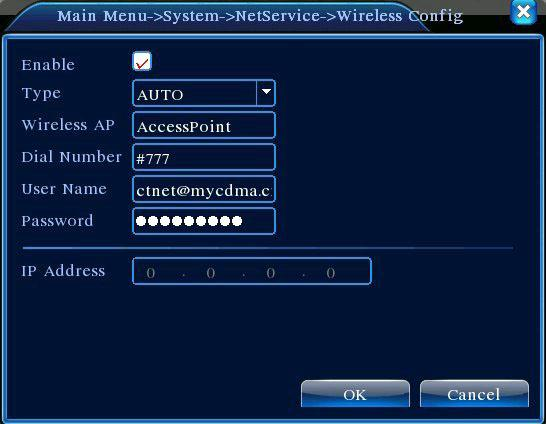 Main Menu->System->NetService->Wireless Config
Enable
Type AUTO
Wireless AP AccessPoint
Dial Number #777
User Name ctnet@mycdma.c
Password ●●●●●●●●●
IP Address 0 . 0 . 0 . 0
OK Cancel